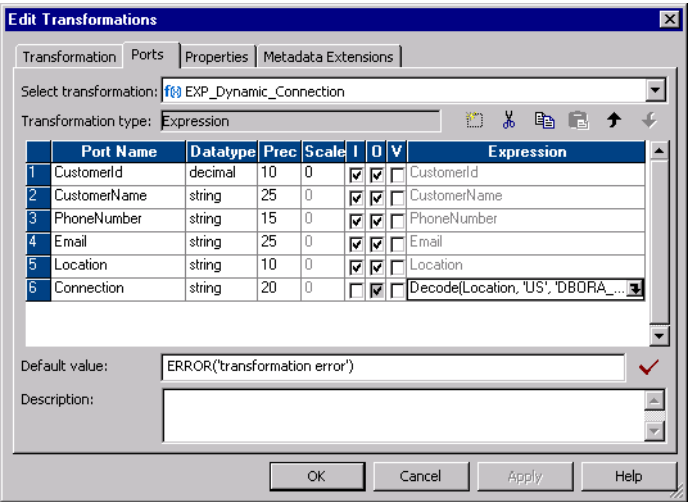 Edit Transformations
Transformation Ports Properties Metadata Extensions
Select transformation: f(x) EXP_Dynamic_Connection
Transformation type: Expression
Port Name Datatype Prec Scale I O V Expression
1 CustomerId decimal 10 0 CustomerId
2 CustomerName string 25 0 CustomerName
3 PhoneNumber string 15 0 PhoneNumber
4 Email string 25 0 Email
5 Location string 10 0 Location
6 Connection string 20 0 Decode(Location, 'US', 'DBORA_...
Default value: ERROR('transformation error')
Description:
OK Cancel Apply Help